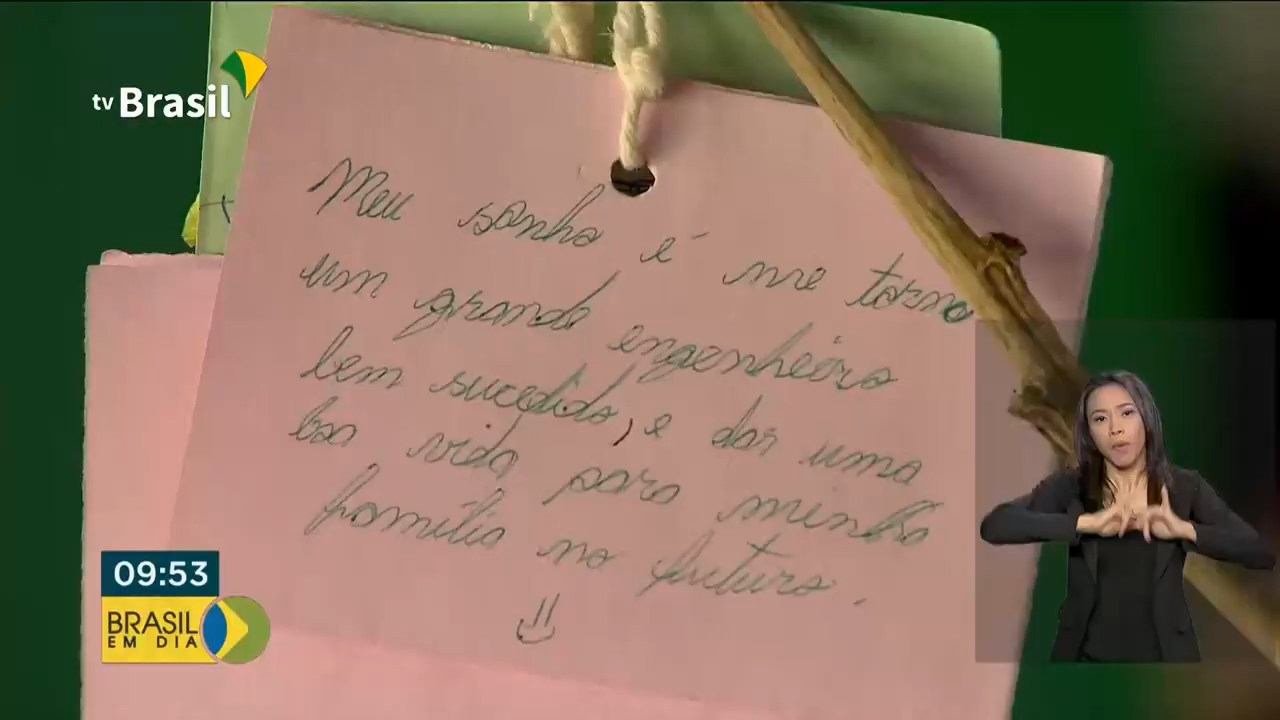 tv Brasil
Meu sonho é me torna
um grande engenheiro
bem sucedido, e dar uma
boa vida para minha
família no futuro.
09:53
BRASIL
EM DIA